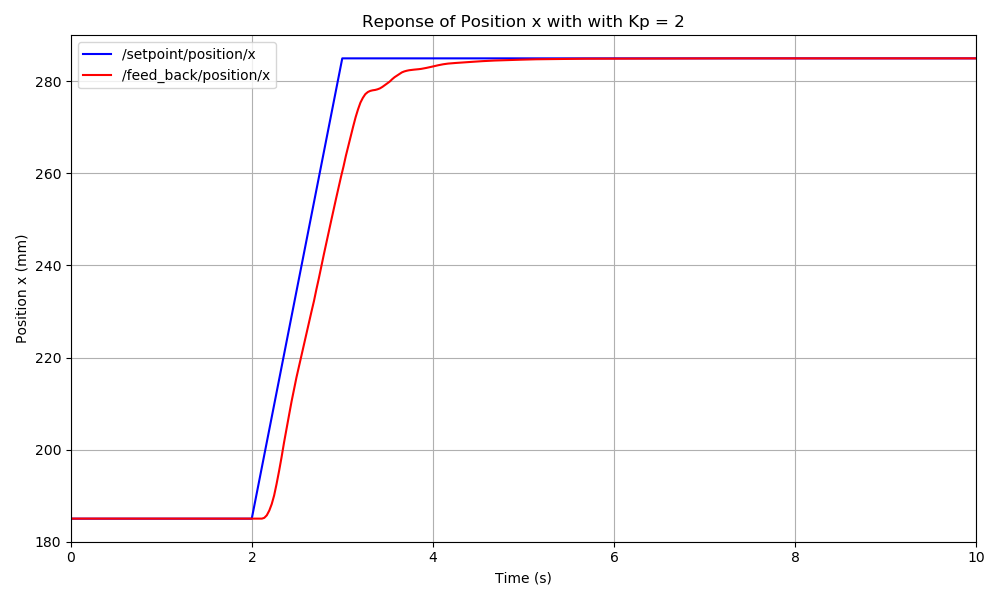 Reponse of Position x with with Kp = 2
/setpoint/position/x
/feed_back/position/x
280
260
240
220
200
180
Position x (mm)
0 2 4 6 8 10
Time (s)